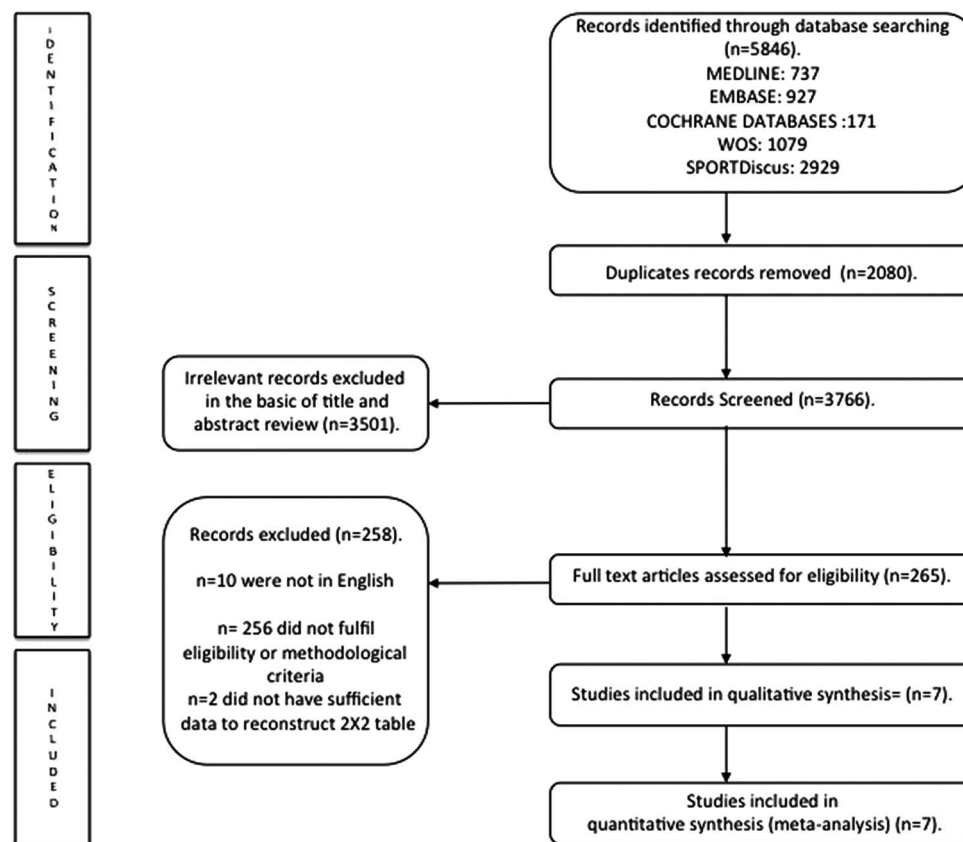 IDENTIFICATION
Records identified through database searching
(n=5846).
MEDLINE: 737
EMBASE: 927
COCHRANE DATABASES :171
WOS: 1079
SPORTDiscus: 2929
Duplicates records removed (n=2080).
SCREENING
Irrelevant records excluded
in the basic of title and
abstract review (n=3501).
Records Screened (n=3766).
ELIGIBILITY
Records excluded (n=258).
n=10 were not in English
n= 256 did not fulfil
eligibility or methodological
criteria
n=2 did not have sufficient
data to reconstruct 2X2 table
Full text articles assessed for eligibility (n=265).
INCLUDED
Studies included in qualitative synthesis= (n=7).
Studies included in
quantitative synthesis (meta-analysis) (n=7).